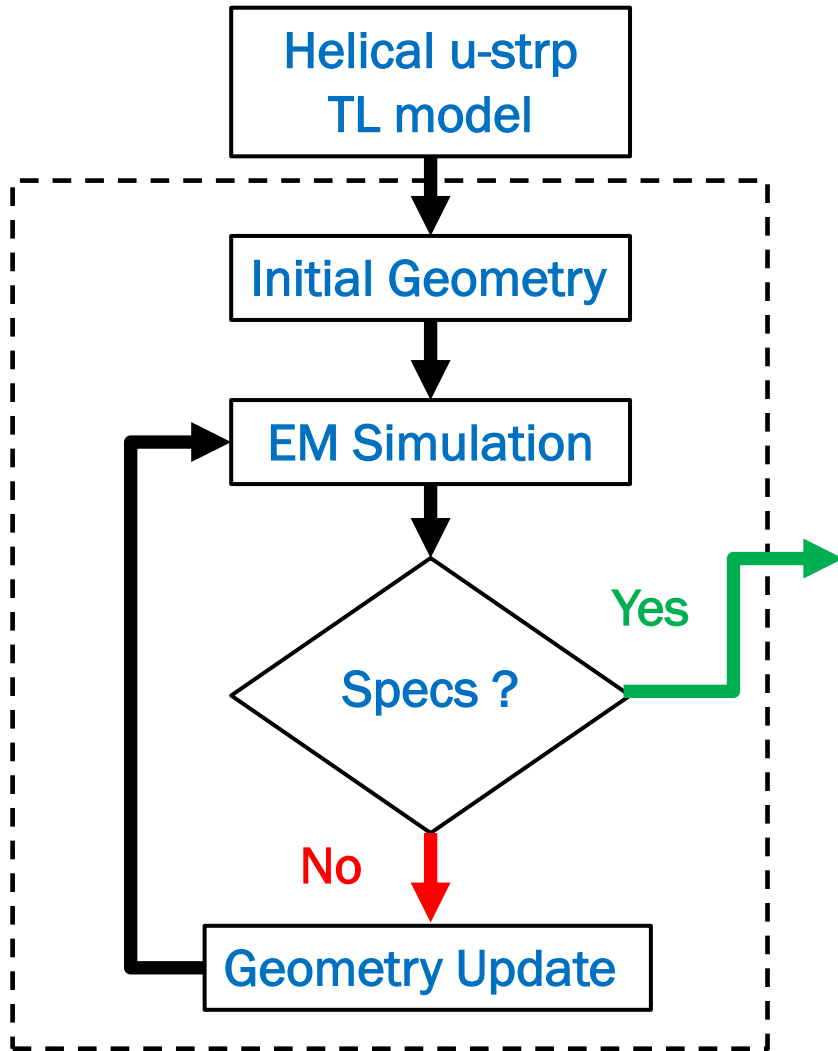 Helical u-strp
TL model
Initial Geometry
EM Simulation
Yes
Specs ?
No
Geometry Update